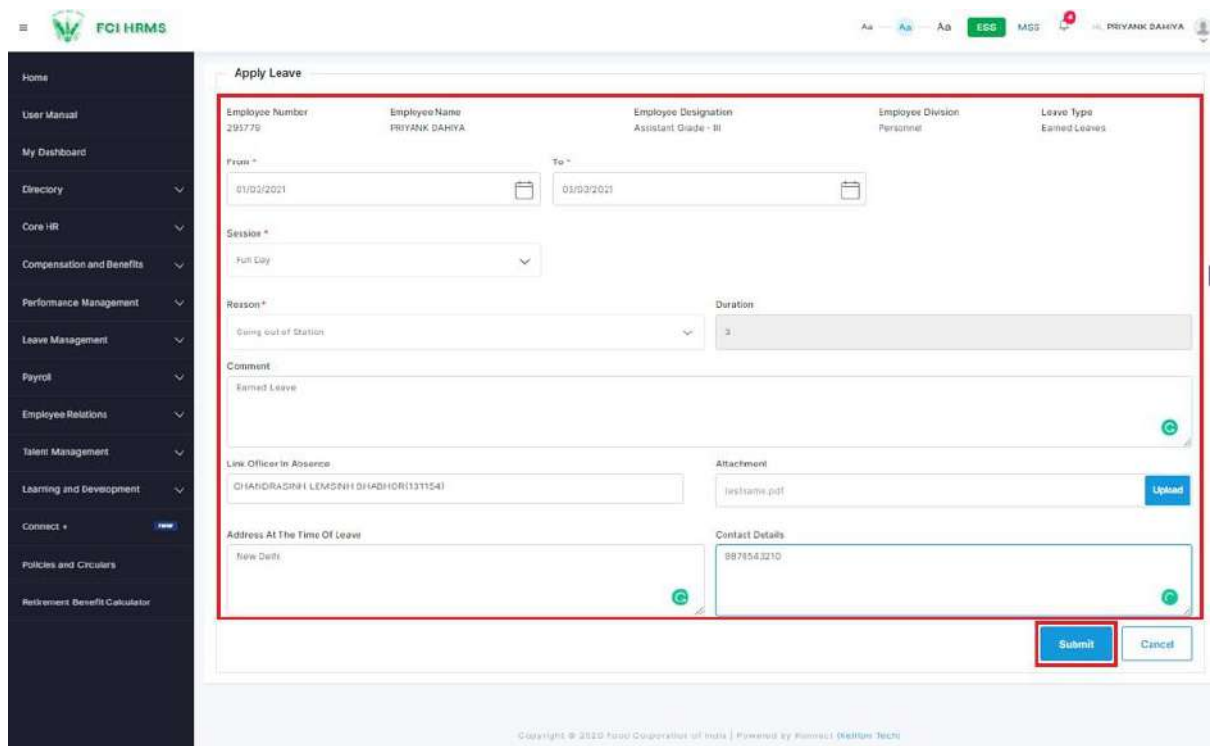 FCI HRMS
Aa Aa Aa ESS MSS 4 Hi, PRIYANK DAHIYA
Home
User Manual
My Dashboard
Directory
Core HR
Compensation and Benefits
Performance Management
Leave Management
Payroll
Employee Relations
Talent Management
Learning and Development
Connect + new
Policies and Circulars
Retirement Benefit Calculator
Apply Leave
Employee Number Employee Name Employee Designation Employee Division Leave Type
295779 PRIYANK DAHIYA Assistant Grade - III Personnel Earned Leaves
From * To *
01/03/2021 03/03/2021
Session *
Full Day
Reason * Duration
Going out of Station 3
Comment
Earned Leave
Link Officer In Absence Attachment
CHANDRASINH LEMSINH BHABHOR(131154) Upload
Address At The Time Of Leave Contact Details
New Delhi 9876543210
Submit Cancel
Copyright © 2020 Food Corporation of India | Powered by Konnect (Kellton Tech)